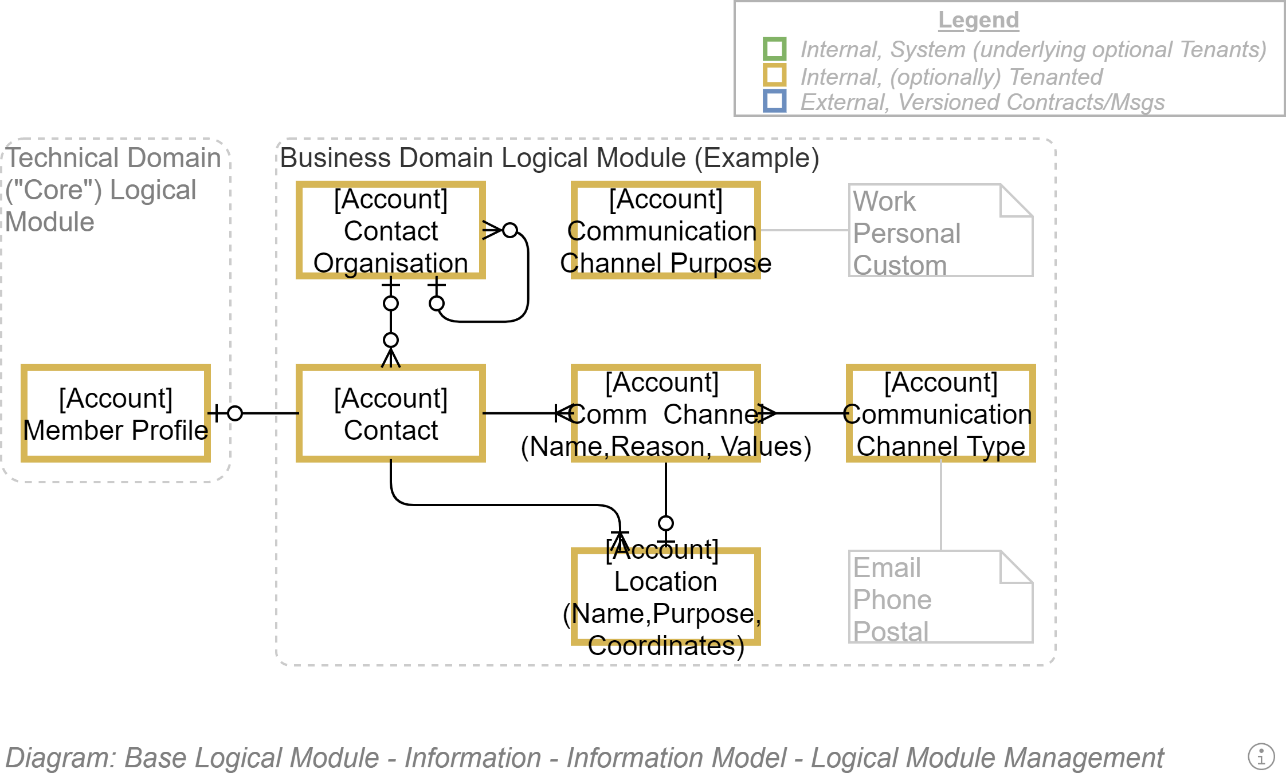 Legend
Internal, System (underlying optional Tenants)
Internal, (optionally) Tenanted
External, Versioned Contracts/Msgs
Technical Domain
("Core") Logical
Module
Business Domain Logical Module (Example)
[Account]
Contact
Organisation
[Account]
Communication
Channel Purpose
Work
Personal
Custom
[Account]
Member Profile
[Account]
Contact
[Account]
Comm Channel
(Name,Reason, Values)
[Account]
Communication
Channel Type
[Account]
Location
(Name,Purpose,
Coordinates)
Email
Phone
Postal
Diagram: Base Logical Module - Information - Information Model - Logical Module Management